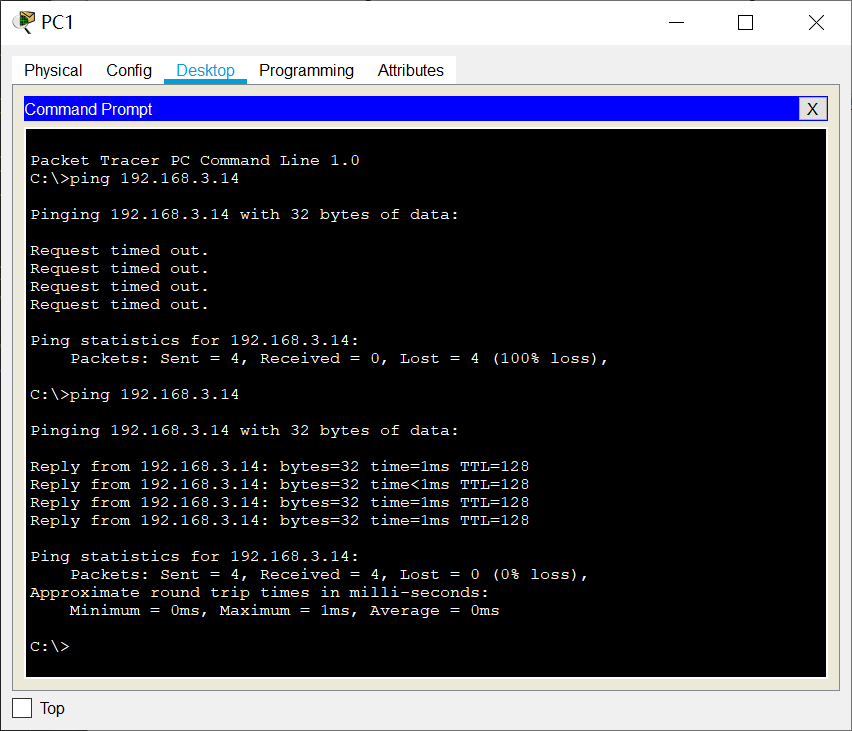 PC1
Physical Config Desktop Programming Attributes
Command Prompt X
Packet Tracer PC Command Line 1.0
C:\>ping 192.168.3.14
Pinging 192.168.3.14 with 32 bytes of data:
Request timed out.
Request timed out.
Request timed out.
Request timed out.
Ping statistics for 192.168.3.14:
    Packets: Sent = 4, Received = 0, Lost = 4 (100% loss),
C:\>ping 192.168.3.14
Pinging 192.168.3.14 with 32 bytes of data:
Reply from 192.168.3.14: bytes=32 time=1ms TTL=128
Reply from 192.168.3.14: bytes=32 time<1ms TTL=128
Reply from 192.168.3.14: bytes=32 time=1ms TTL=128
Reply from 192.168.3.14: bytes=32 time=1ms TTL=128
Ping statistics for 192.168.3.14:
    Packets: Sent = 4, Received = 4, Lost = 0 (0% loss),
Approximate round trip times in milli-seconds:
    Minimum = 0ms, Maximum = 1ms, Average = 0ms
C:\>
Top